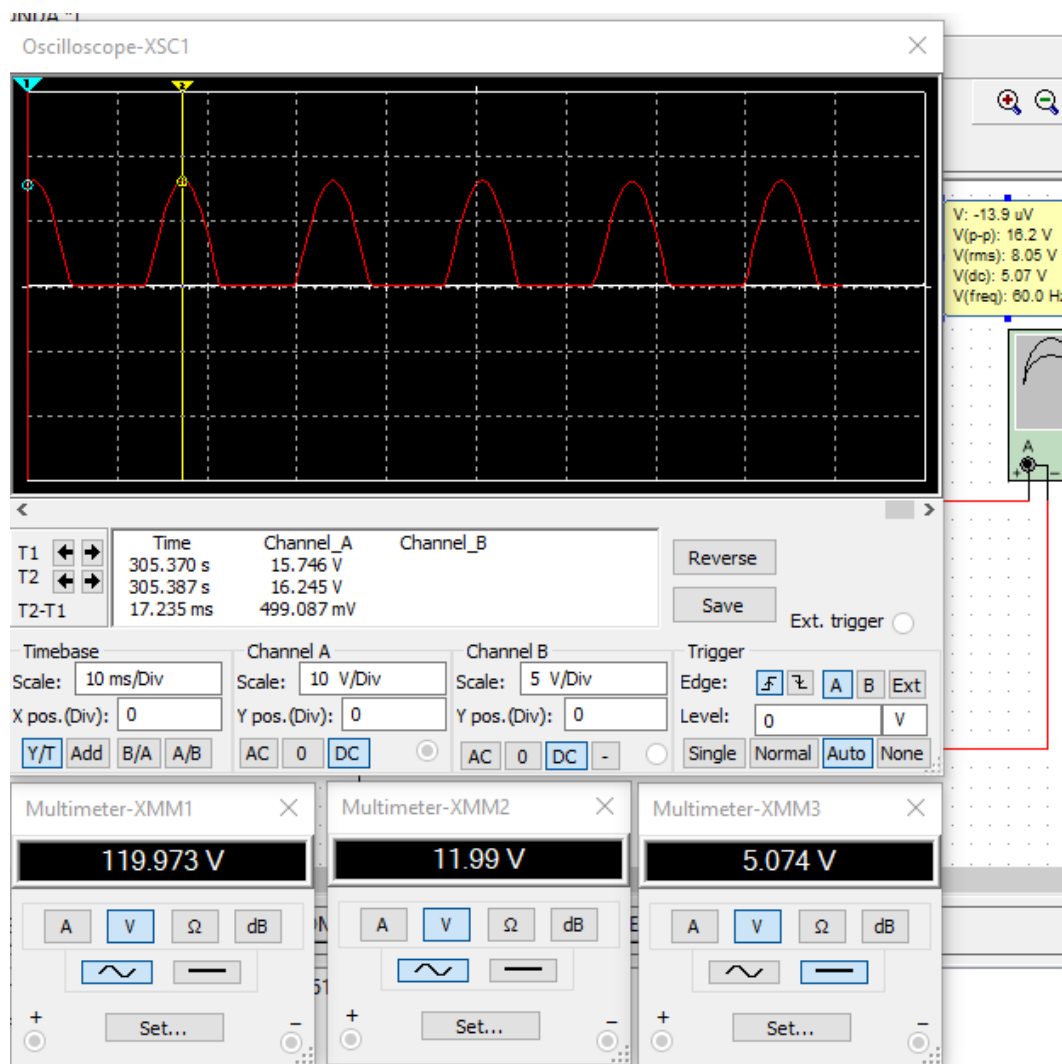 Oscilloscope-XSC1
1
2
V: -13.9 uV
V(p-p): 16.2 V
V(rms): 8.05 V
V(dc): 5.07 V
V(freq): 60.0 Hz
A
+ −
T1
T2
T2-T1
Time Channel_A Channel_B
305.370 s 15.746 V
305.387 s 16.245 V
17.235 ms 499.087 mV
Reverse
Save
Ext. trigger
Timebase
Scale: 10 ms/Div
X pos.(Div): 0
Y/T Add B/A A/B
Channel A
Scale: 10 V/Div
Y pos.(Div): 0
AC 0 DC
Channel B
Scale: 5 V/Div
Y pos.(Div): 0
AC 0 DC -
Trigger
Edge: A B Ext
Level: 0 V
Single Normal Auto None
Multimeter-XMM1
119.973 V
A V Ω dB
+ −
Set...
Multimeter-XMM2
11.99 V
A V Ω dB
+ −
Set...
Multimeter-XMM3
5.074 V
A V Ω dB
+ −
Set...